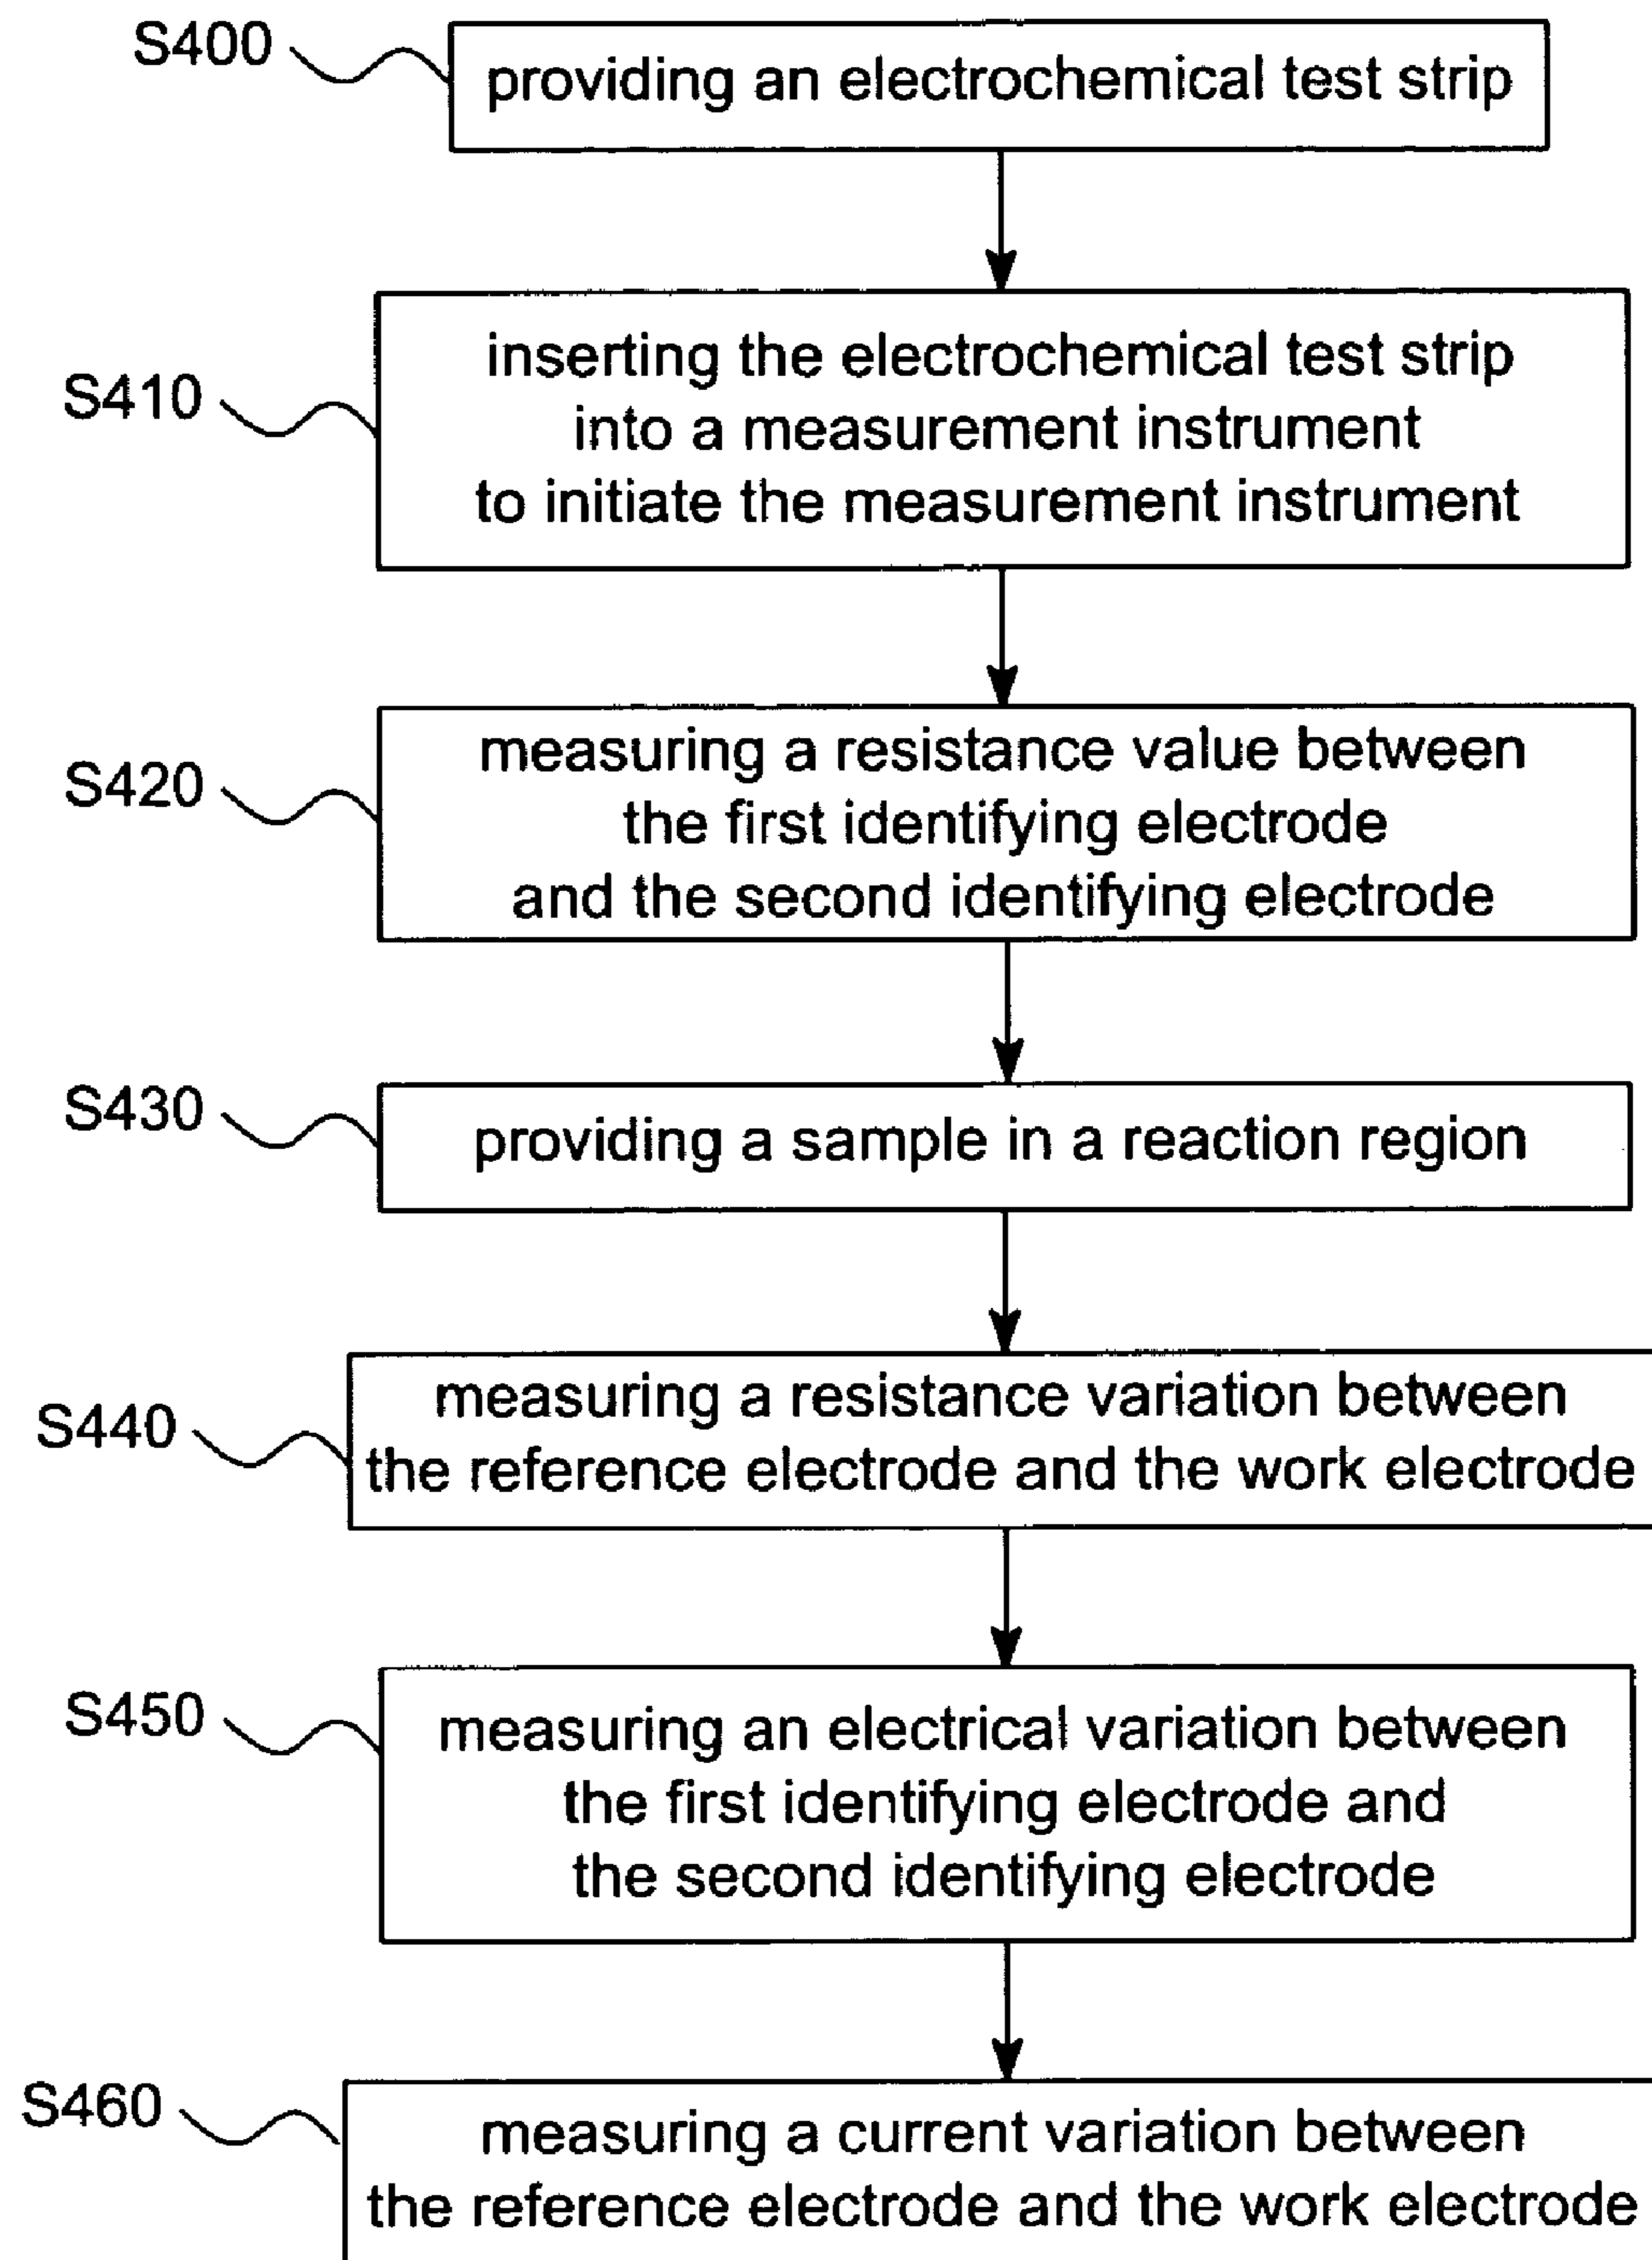 S400
providing an electrochemical test strip
S410
inserting the electrochemical test strip
into a measurement instrument
to initiate the measurement instrument
S420
measuring a resistance value between
the first identifying electrode
and the second identifying electrode
S430
providing a sample in a reaction region
S440
measuring a resistance variation between
the reference electrode and the work electrode
S450
measuring an electrical variation between
the first identifying electrode and
the second identifying electrode
S460
measuring a current variation between
the reference electrode and the work electrode